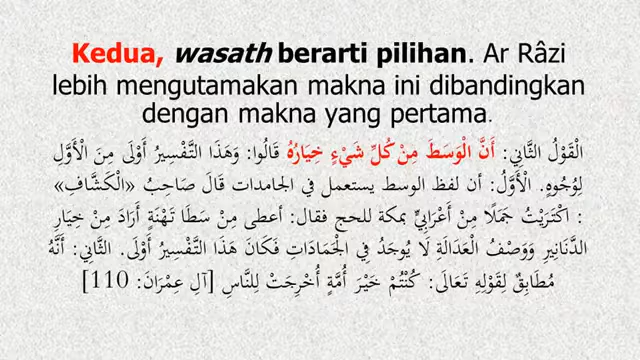 Kedua, wasath berarti pilihan. Ar Râzi
lebih mengutamakan makna ini dibandingkan
dengan makna yang pertama.
الْقَوْلُ الثَّانِي: أَنَّ الْوَسَطَ مِنْ كُلِّ شَيْءٍ خِيَارُهُ قَالُوا: وَهَذَا التَّفْسِيرُ أَوْلَى مِنَ الْأَوَّلِ
لِوُجُوهٍ. الْأَوَّلُ: أن لفظ الوسط يستعمل في الجامدات قَالَ صَاحِبُ «الْكَشَّافِ»
: اكْتَرَيْتُ جَمَلًا مِنْ أَعْرَابِيٍّ بِمكة للحج فقال: أعطى مِنْ سَطَا تَهْنَةٍ أَرَادَ مِنْ خِيَارِ
الدَّنَانِيرِ وَوَصْفُ الْعَدَالَةِ لَا يُوجَدُ فِي الْجَمَادَاتِ فَكَانَ هَذَا التَّفْسِيرُ أَوْلَى. الثَّانِي: أَنَّهُ
مُطَابِقٌ لِقَوْلِهِ تَعَالَى: كُنْتُمْ خَيْرَ أُمَّةٍ أُخْرِجَتْ لِلنَّاسِ [آلِ عِمْرَانَ: 110]